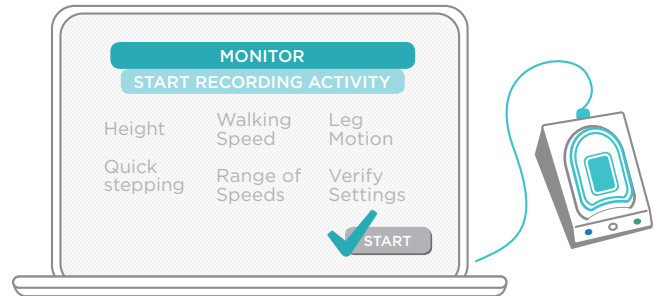 MONITOR
START RECORDING ACTIVITY
Height
Walking
Speed
Leg
Motion
Quick
stepping
Range of
Speeds
Verify
Settings
START